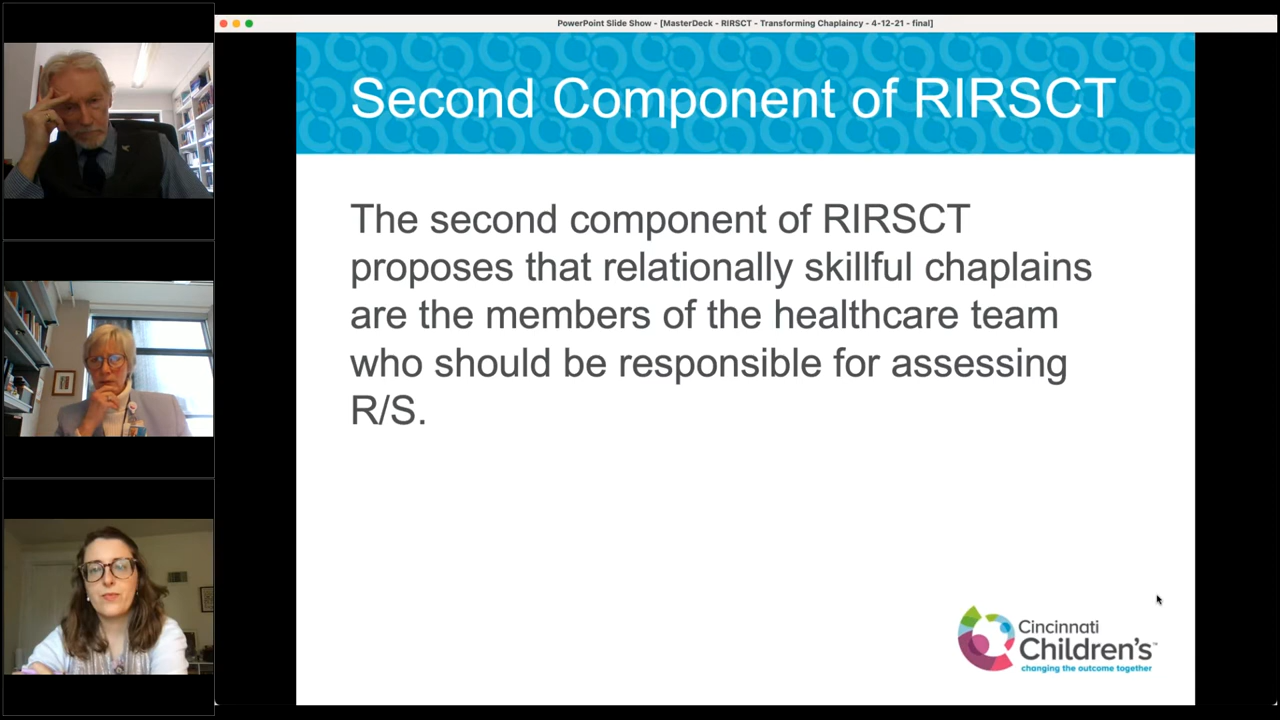 PowerPoint Slide Show - [MasterDeck - RIRSCT - Transforming Chaplaincy - 4-12-21 - final]
Second Component of RIRSCT
The second component of RIRSCT
proposes that relationally skillful chaplains
are the members of the healthcare team
who should be responsible for assessing
R/S.
Cincinnati
Children's™
changing the outcome together